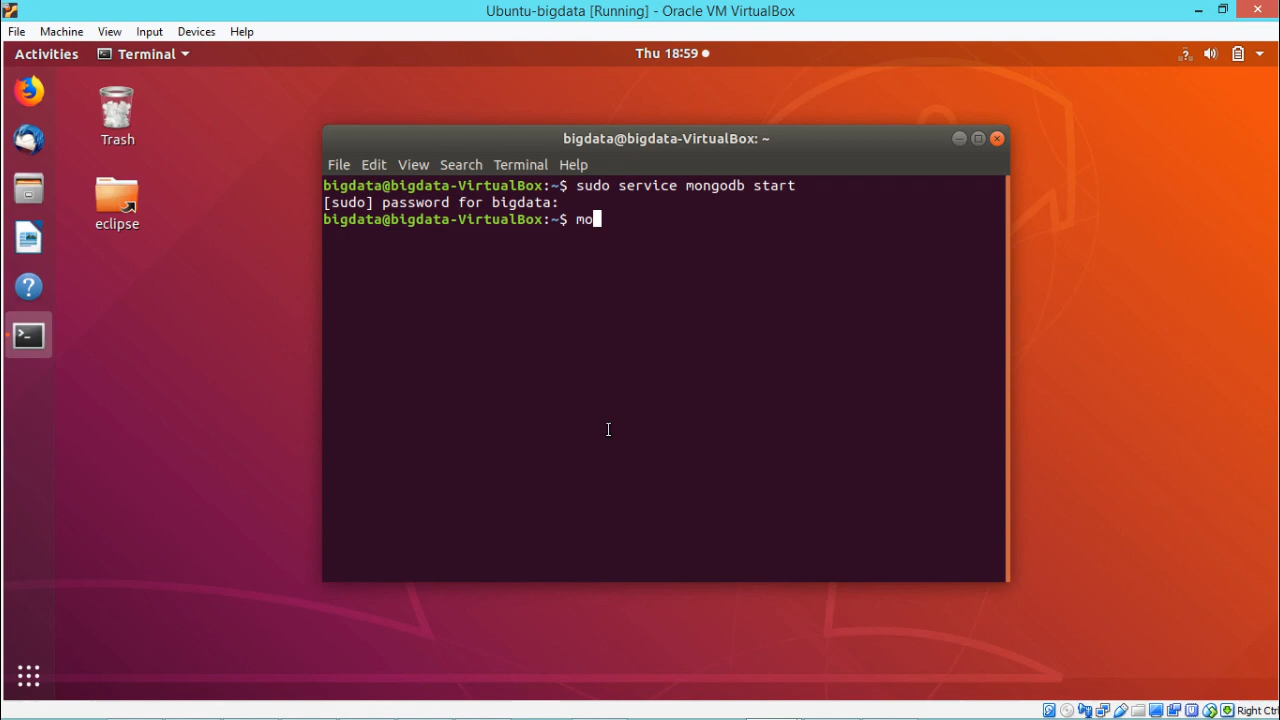 Ubuntu-bigdata [Running] - Oracle VM VirtualBox
File Machine View Input Devices Help
Activities Terminal Thu 18:59
Trash
eclipse
bigdata@bigdata-VirtualBox: ~
File Edit View Search Terminal Help
bigdata@bigdata-VirtualBox:~$ sudo service mongodb start
[sudo] password for bigdata:
bigdata@bigdata-VirtualBox:~$ mo
Right Ctrl